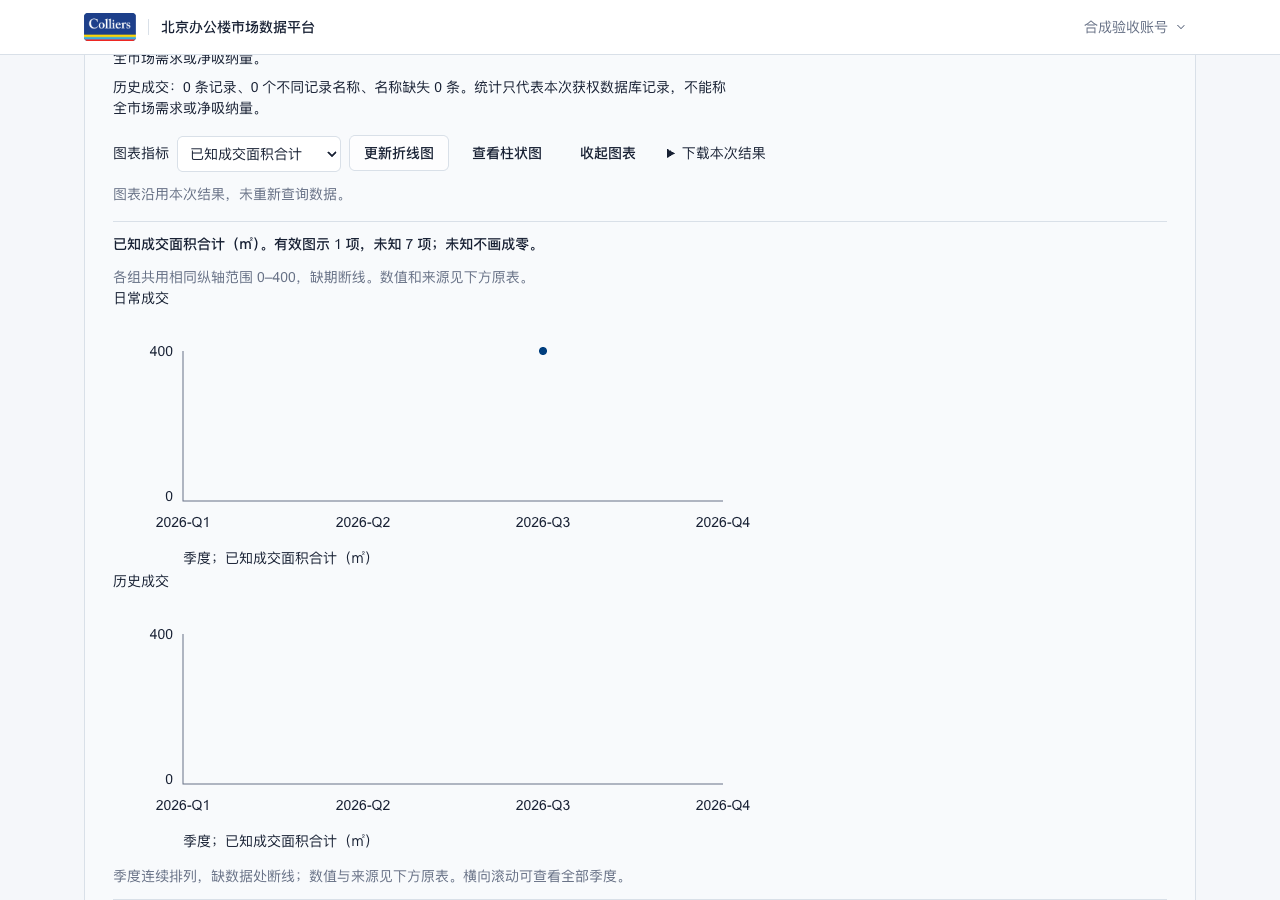 Colliers
北京办公楼市场数据平台
合成验收账号
全市场需求或净吸纳量。
历史成交：0 条记录、0 个不同记录名称、名称缺失 0 条。统计只代表本次获权数据库记录，不能称
全市场需求或净吸纳量。
图表指标 已知成交面积合计 更新折线图 查看柱状图 收起图表 ▶ 下载本次结果
图表沿用本次结果，未重新查询数据。
已知成交面积合计（㎡）。有效图示 1 项，未知 7 项；未知不画成零。
各组共用相同纵轴范围 0–400，缺期断线。数值和来源见下方原表。
日常成交
400
0
2026-Q1 2026-Q2 2026-Q3 2026-Q4
季度；已知成交面积合计（㎡）
历史成交
400
0
2026-Q1 2026-Q2 2026-Q3 2026-Q4
季度；已知成交面积合计（㎡）
季度连续排列，缺数据处断线；数值与来源见下方原表。横向滚动可查看全部季度。